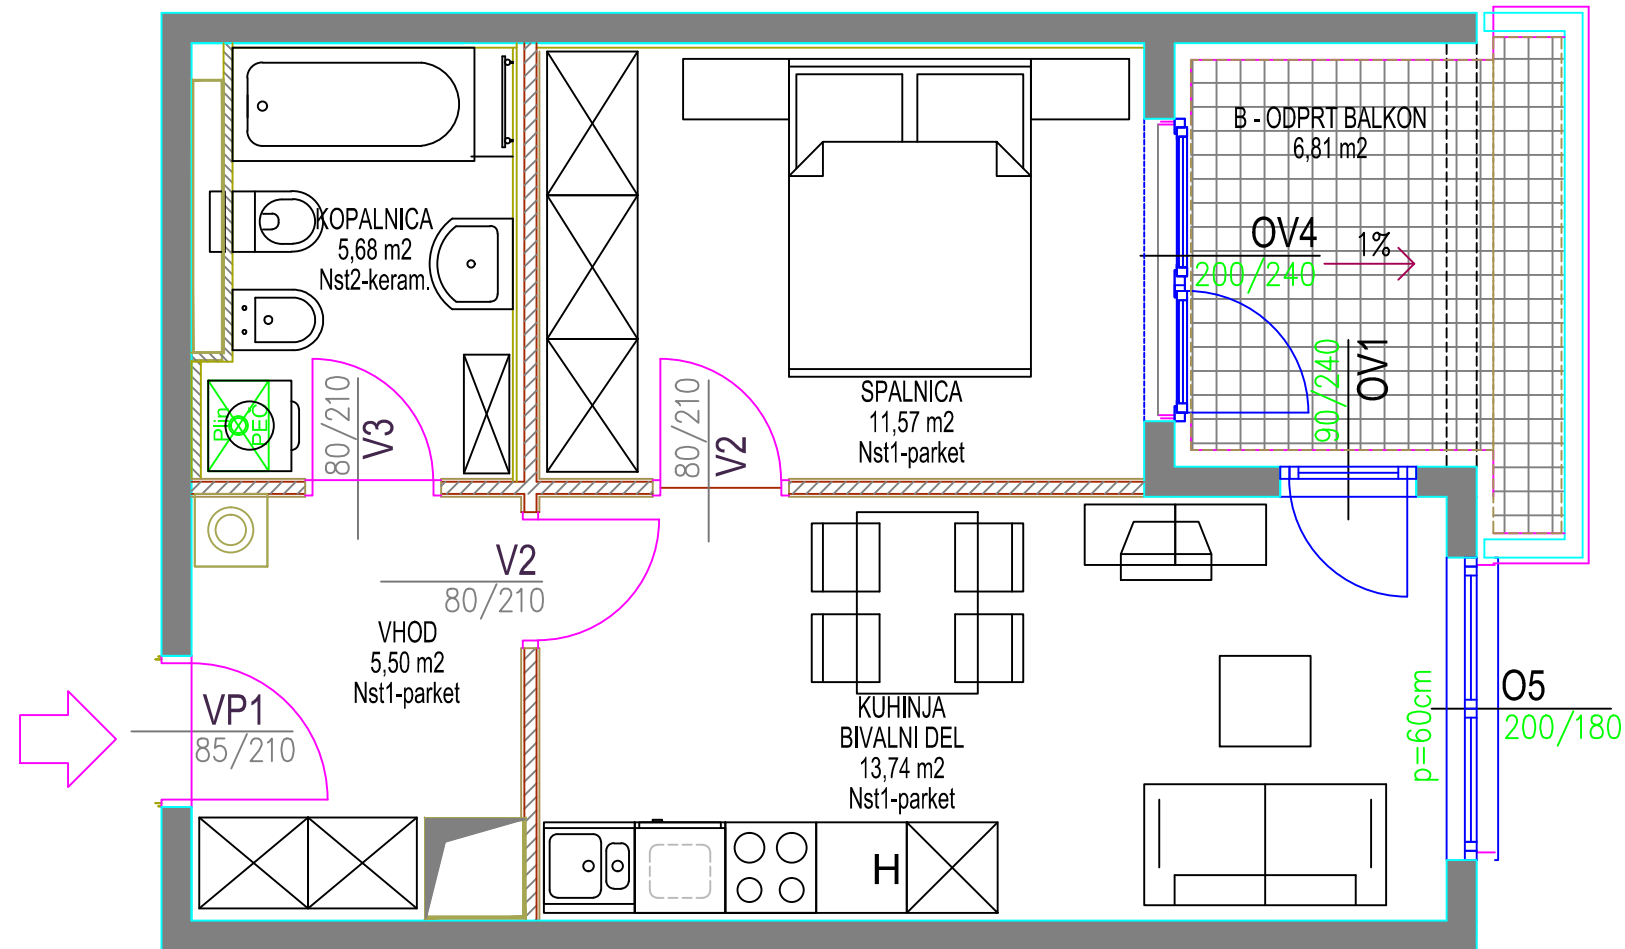 B - ODPRT BALKON
6,81 m2
KOPALNICA
5,68 m2
Nst2-keram.
OV4
200/240
1%
OV1
90/240
SPALNICA
11,57 m2
Nst1-parket
Plin
PEČ
80/210
V3
80/210
V2
V2
80/210
VHOD
5,50 m2
Nst1-parket
VP1
85/210
KUHINJA
BIVALNI DEL
13,74 m2
Nst1-parket
p=60cm
O5
200/180
H